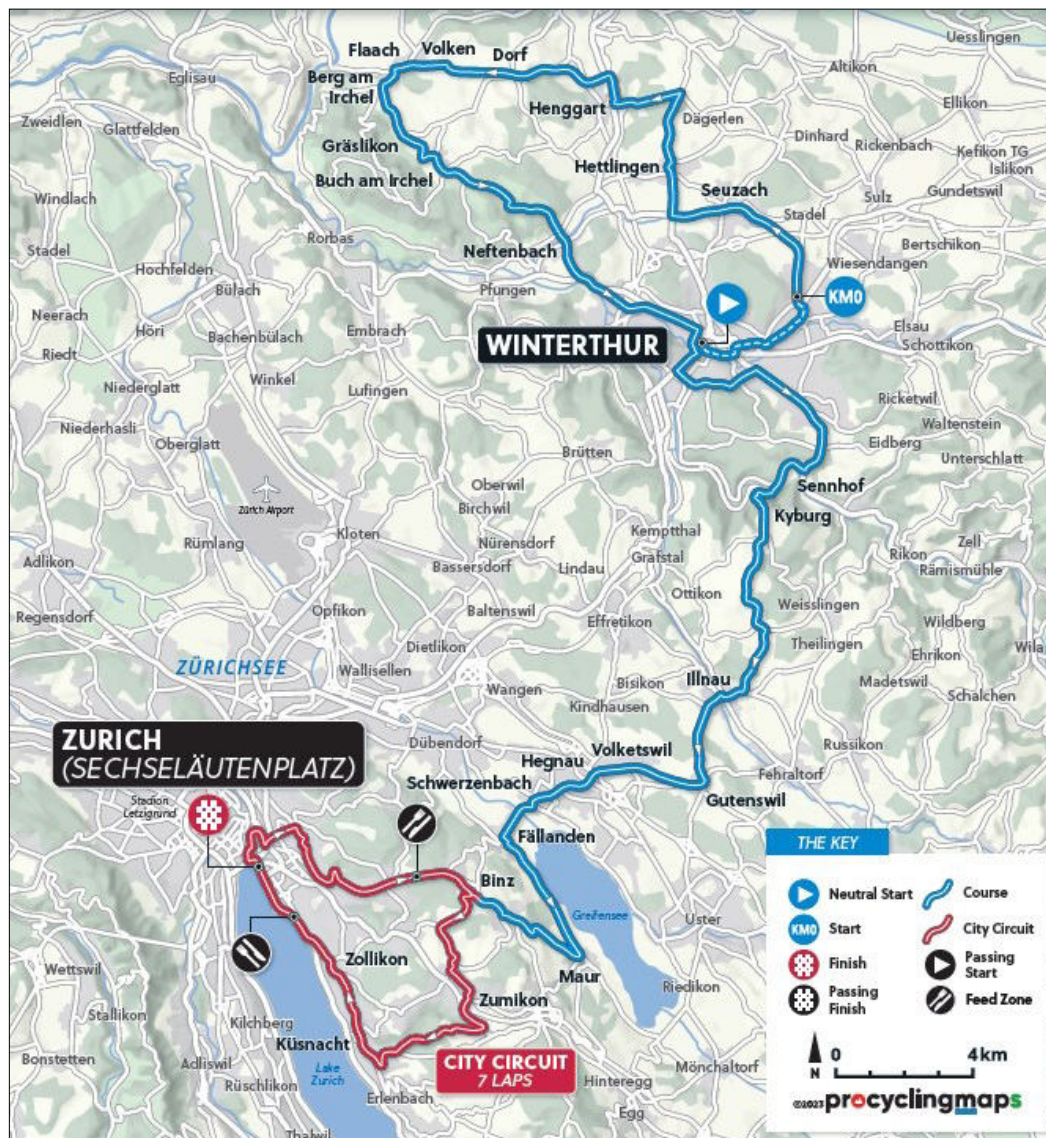 Uesslingen
Flaach
Volken
Dorf
Altikon
Eglisau
Berg am
Irchel
Ellikon
Zweidlen
Henggart
Dägerlen
Glattfelden
Dinhard
Rickenbach
Kefikon TG
Islikon
Gräslikon
Hettlingen
Buch am Irchel
Seuzach
Sulz
Gundetswil
Windlach
Stadel
Rorbas
Bertschikon
Stadel
Neftenbach
Wiesendangen
Hochfelden
Pfungen
Bülach
KM0
Neerach
Höri
Embrach
Elsau
Bachenbülach
WINTERTHUR
Schottikon
Riedt
Winkel
Niederglatt
Lufingen
Ricketwil
Waltenstein
Niederhasli
Eidberg
Oberglatt
Brütten
Unterschlatt
Sennhof
Oberwil
Birchwil
Zürich Airport
Kyburg
Kemptthal
Zell
Rümlang
Kloten
Nürensdorf
Grafstal
Rikon
Adlikon
Bassersdorf
Lindau
Rämismühle
Ottikon
Regensdorf
Opfikon
Baltenswil
Weisslingen
Effretikon
Wildberg
Dietlikon
Theilingen
Ehrikon
Wila
ZÜRICHSEE
Wallisellen
Illnau
Bisikon
Madetswil
Wangen
Schalchen
Kindhausen
ZURICH
(SECHSELÄUTENPLATZ)
Dübendorf
Volketswil
Russikon
Hegnau
Schwerzenbach
Fehraltorf
Gutenswil
Stadion
Letzigrund
Fällanden
Binz
Greifensee
Uster
Zollikon
Wettswil
Maur
Riedikon
Stallikon
Zumikon
Kilchberg
Küsnacht
Bonstetten
Adliswil
CITY CIRCUIT
7 LAPS
Mönchaltorf
Rüschlikon
Lake
Zurich
Erlenbach
Hinteregg
Egg
Thalwil
THE KEY
Neutral Start
Course
KM0
Start
City Circuit
Finish
Passing
Start
Passing
Finish
Feed Zone
N
0
4 km
©2023 procyclingmaps